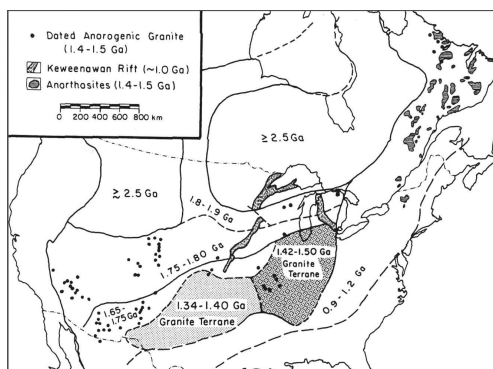 Dated Anorogenic Granite
(1.4-1.5 Ga)
Keweenawan Rift (~1.0 Ga)
Anorthasites (1.4-1.5 Ga)
0 200 400 600 800 km
≥ 2.5 Ga
≥ 2.5 Ga
1.8-1.9 Ga
1.75-1.80 Ga
1.42-1.50 Ga
Granite
Terrane
1.65-
1.75 Ga
1.34-1.40 Ga
Granite Terrane
0.9-1.2 Ga